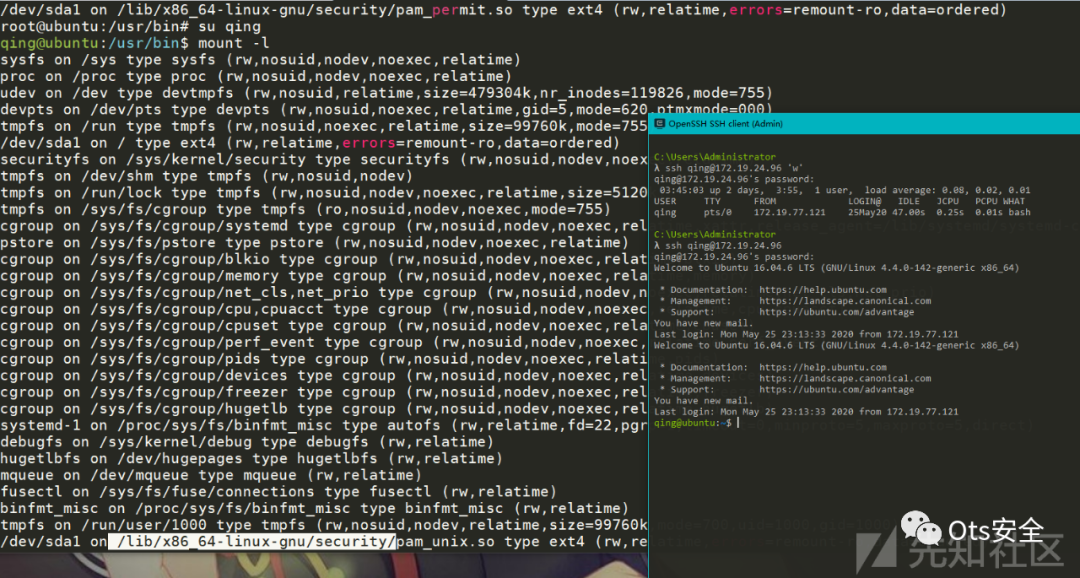 /dev/sda1 on /lib/x86_64-linux-gnu/security/pam_permit.so type ext4 (rw,relatime,errors=remount-ro,data=ordered)
root@ubuntu:/usr/bin# su qing
qing@ubuntu:/usr/bin$ mount -l
sysfs on /sys type sysfs (rw,nosuid,nodev,noexec,relatime)
proc on /proc type proc (rw,nosuid,nodev,noexec,relatime)
udev on /dev type devtmpfs (rw,nosuid,relatime,size=479304k,nr_inodes=119826,mode=755)
devpts on /dev/pts type devpts (rw,nosuid,noexec,relatime,gid=5,mode=620,ptmxmode=000)
tmpfs on /run type tmpfs (rw,nosuid,noexec,relatime,size=99760k,mode=755
/dev/sda1 on / type ext4 (rw,relatime,errors=remount-ro,data=ordered)
securityfs on /sys/kernel/security type securityfs (rw,nosuid,nodev,noex
tmpfs on /dev/shm type tmpfs (rw,nosuid,nodev)
tmpfs on /run/lock type tmpfs (rw,nosuid,nodev,noexec,relatime,size=5120
tmpfs on /sys/fs/cgroup type tmpfs (ro,nosuid,nodev,noexec,mode=755)
cgroup on /sys/fs/cgroup/systemd type cgroup (rw,nosuid,nodev,noexec,rel
pstore on /sys/fs/pstore type pstore (rw,nosuid,nodev,noexec,relatime)
cgroup on /sys/fs/cgroup/blkio type cgroup (rw,nosuid,nodev,noexec,relat
cgroup on /sys/fs/cgroup/memory type cgroup (rw,nosuid,nodev,noexec,rela
cgroup on /sys/fs/cgroup/net_cls,net_prio type cgroup (rw,nosuid,nodev,n
cgroup on /sys/fs/cgroup/cpu,cpuacct type cgroup (rw,nosuid,nodev,noexec
cgroup on /sys/fs/cgroup/cpuset type cgroup (rw,nosuid,nodev,noexec,rela
cgroup on /sys/fs/cgroup/perf_event type cgroup (rw,nosuid,nodev,noexec,
cgroup on /sys/fs/cgroup/pids type cgroup (rw,nosuid,nodev,noexec,relati
cgroup on /sys/fs/cgroup/devices type cgroup (rw,nosuid,nodev,noexec,rel
cgroup on /sys/fs/cgroup/freezer type cgroup (rw,nosuid,nodev,noexec,rel
cgroup on /sys/fs/cgroup/hugetlb type cgroup (rw,nosuid,nodev,noexec,rel
systemd-1 on /proc/sys/fs/binfmt_misc type autofs (rw,relatime,fd=22,pgr
debugfs on /sys/kernel/debug type debugfs (rw,relatime)
hugetlbfs on /dev/hugepages type hugetlbfs (rw,relatime)
mqueue on /dev/mqueue type mqueue (rw,relatime)
fusectl on /sys/fs/fuse/connections type fusectl (rw,relatime)
binfmt_misc on /proc/sys/fs/binfmt_misc type binfmt_misc (rw,relatime)
tmpfs on /run/user/1000 type tmpfs (rw,nosuid,nodev,relatime,size=99760k
/dev/sda1 on /lib/x86_64-linux-gnu/security/pam_unix.so type ext4 (rw,re
OpenSSH SSH client (Admin)
C:\Users\Administrator
λ ssh qing@172.19.24.96 'w'
qing@172.19.24.96's password:
03:45:03 up 2 days, 3:55, 1 user, load average: 0.08, 0.02, 0.01
USER TTY FROM LOGIN@ IDLE JCPU PCPU WHAT
qing pts/0 172.19.77.121 25May20 47.00s 0.25s 0.01s bash
C:\Users\Administrator
λ ssh qing@172.19.24.96
qing@172.19.24.96's password:
Welcome to Ubuntu 16.04.6 LTS (GNU/Linux 4.4.0-142-generic x86_64)
* Documentation: https://help.ubuntu.com
* Management: https://landscape.canonical.com
* Support: https://ubuntu.com/advantage
You have new mail.
Last login: Mon May 25 23:13:33 2020 from 172.19.77.121
Welcome to Ubuntu 16.04.6 LTS (GNU/Linux 4.4.0-142-generic x86_64)
* Documentation: https://help.ubuntu.com
* Management: https://landscape.canonical.com
* Support: https://ubuntu.com/advantage
You have new mail.
Last login: Mon May 25 23:13:33 2020 from 172.19.77.121
qing@ubuntu:~$
Ots安全
先知社区